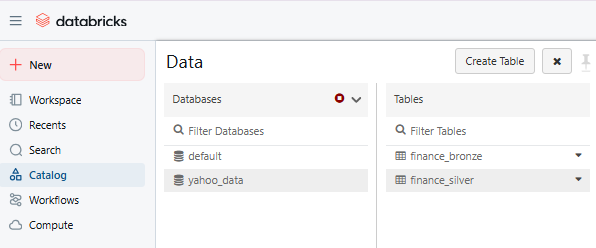 databricks
New
Workspace
Recents
Search
Catalog
Workflows
Compute
Data
Create Table
Databases
Filter Databases
default
yahoo_data
Tables
Filter Tables
finance_bronze
finance_silver